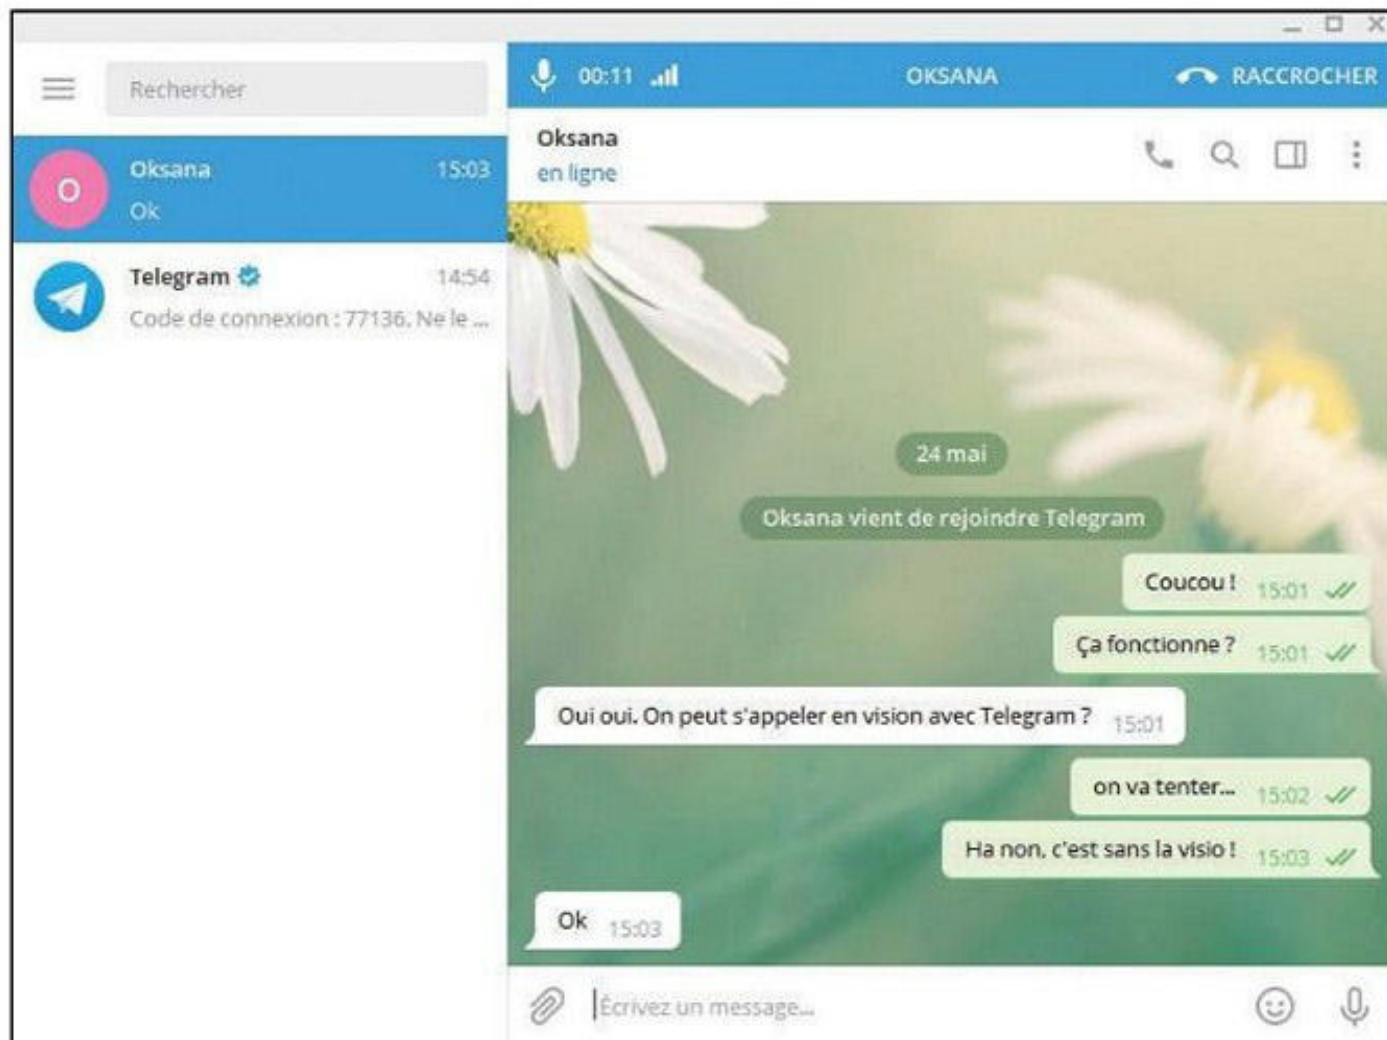 Rechercher
Oksana 15:03
Ok
O
Telegram 14:54
Code de connexion : 77136. Ne le ...
00:11 OKSANA RACCROCHER
Oksana
en ligne
24 mai
Oksana vient de rejoindre Telegram
Coucou ! 15:01
Ça fonctionne ? 15:01
Oui oui. On peut s'appeler en vision avec Telegram ? 15:01
on va tenter... 15:02
Ha non, c'est sans la visio ! 15:03
Ok 15:03
Écrivez un message...